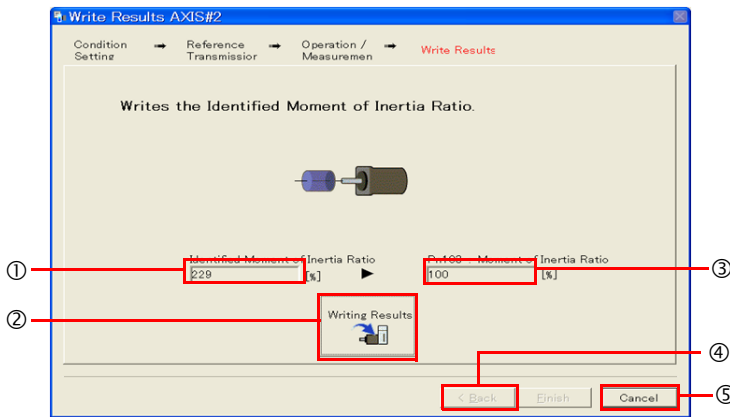 Write Results AXIS#2
Condition Setting → Reference Transmissior → Operation / Measuremen → Write Results
Writes the Identified Moment of Inertia Ratio.
Identified Moment of Inertia Ratio
Pn103 : Moment of Inertia Ratio
① 229 [%] ► 100 [%] ③
② Writing Results
④
< Back Finish Cancel ⑤